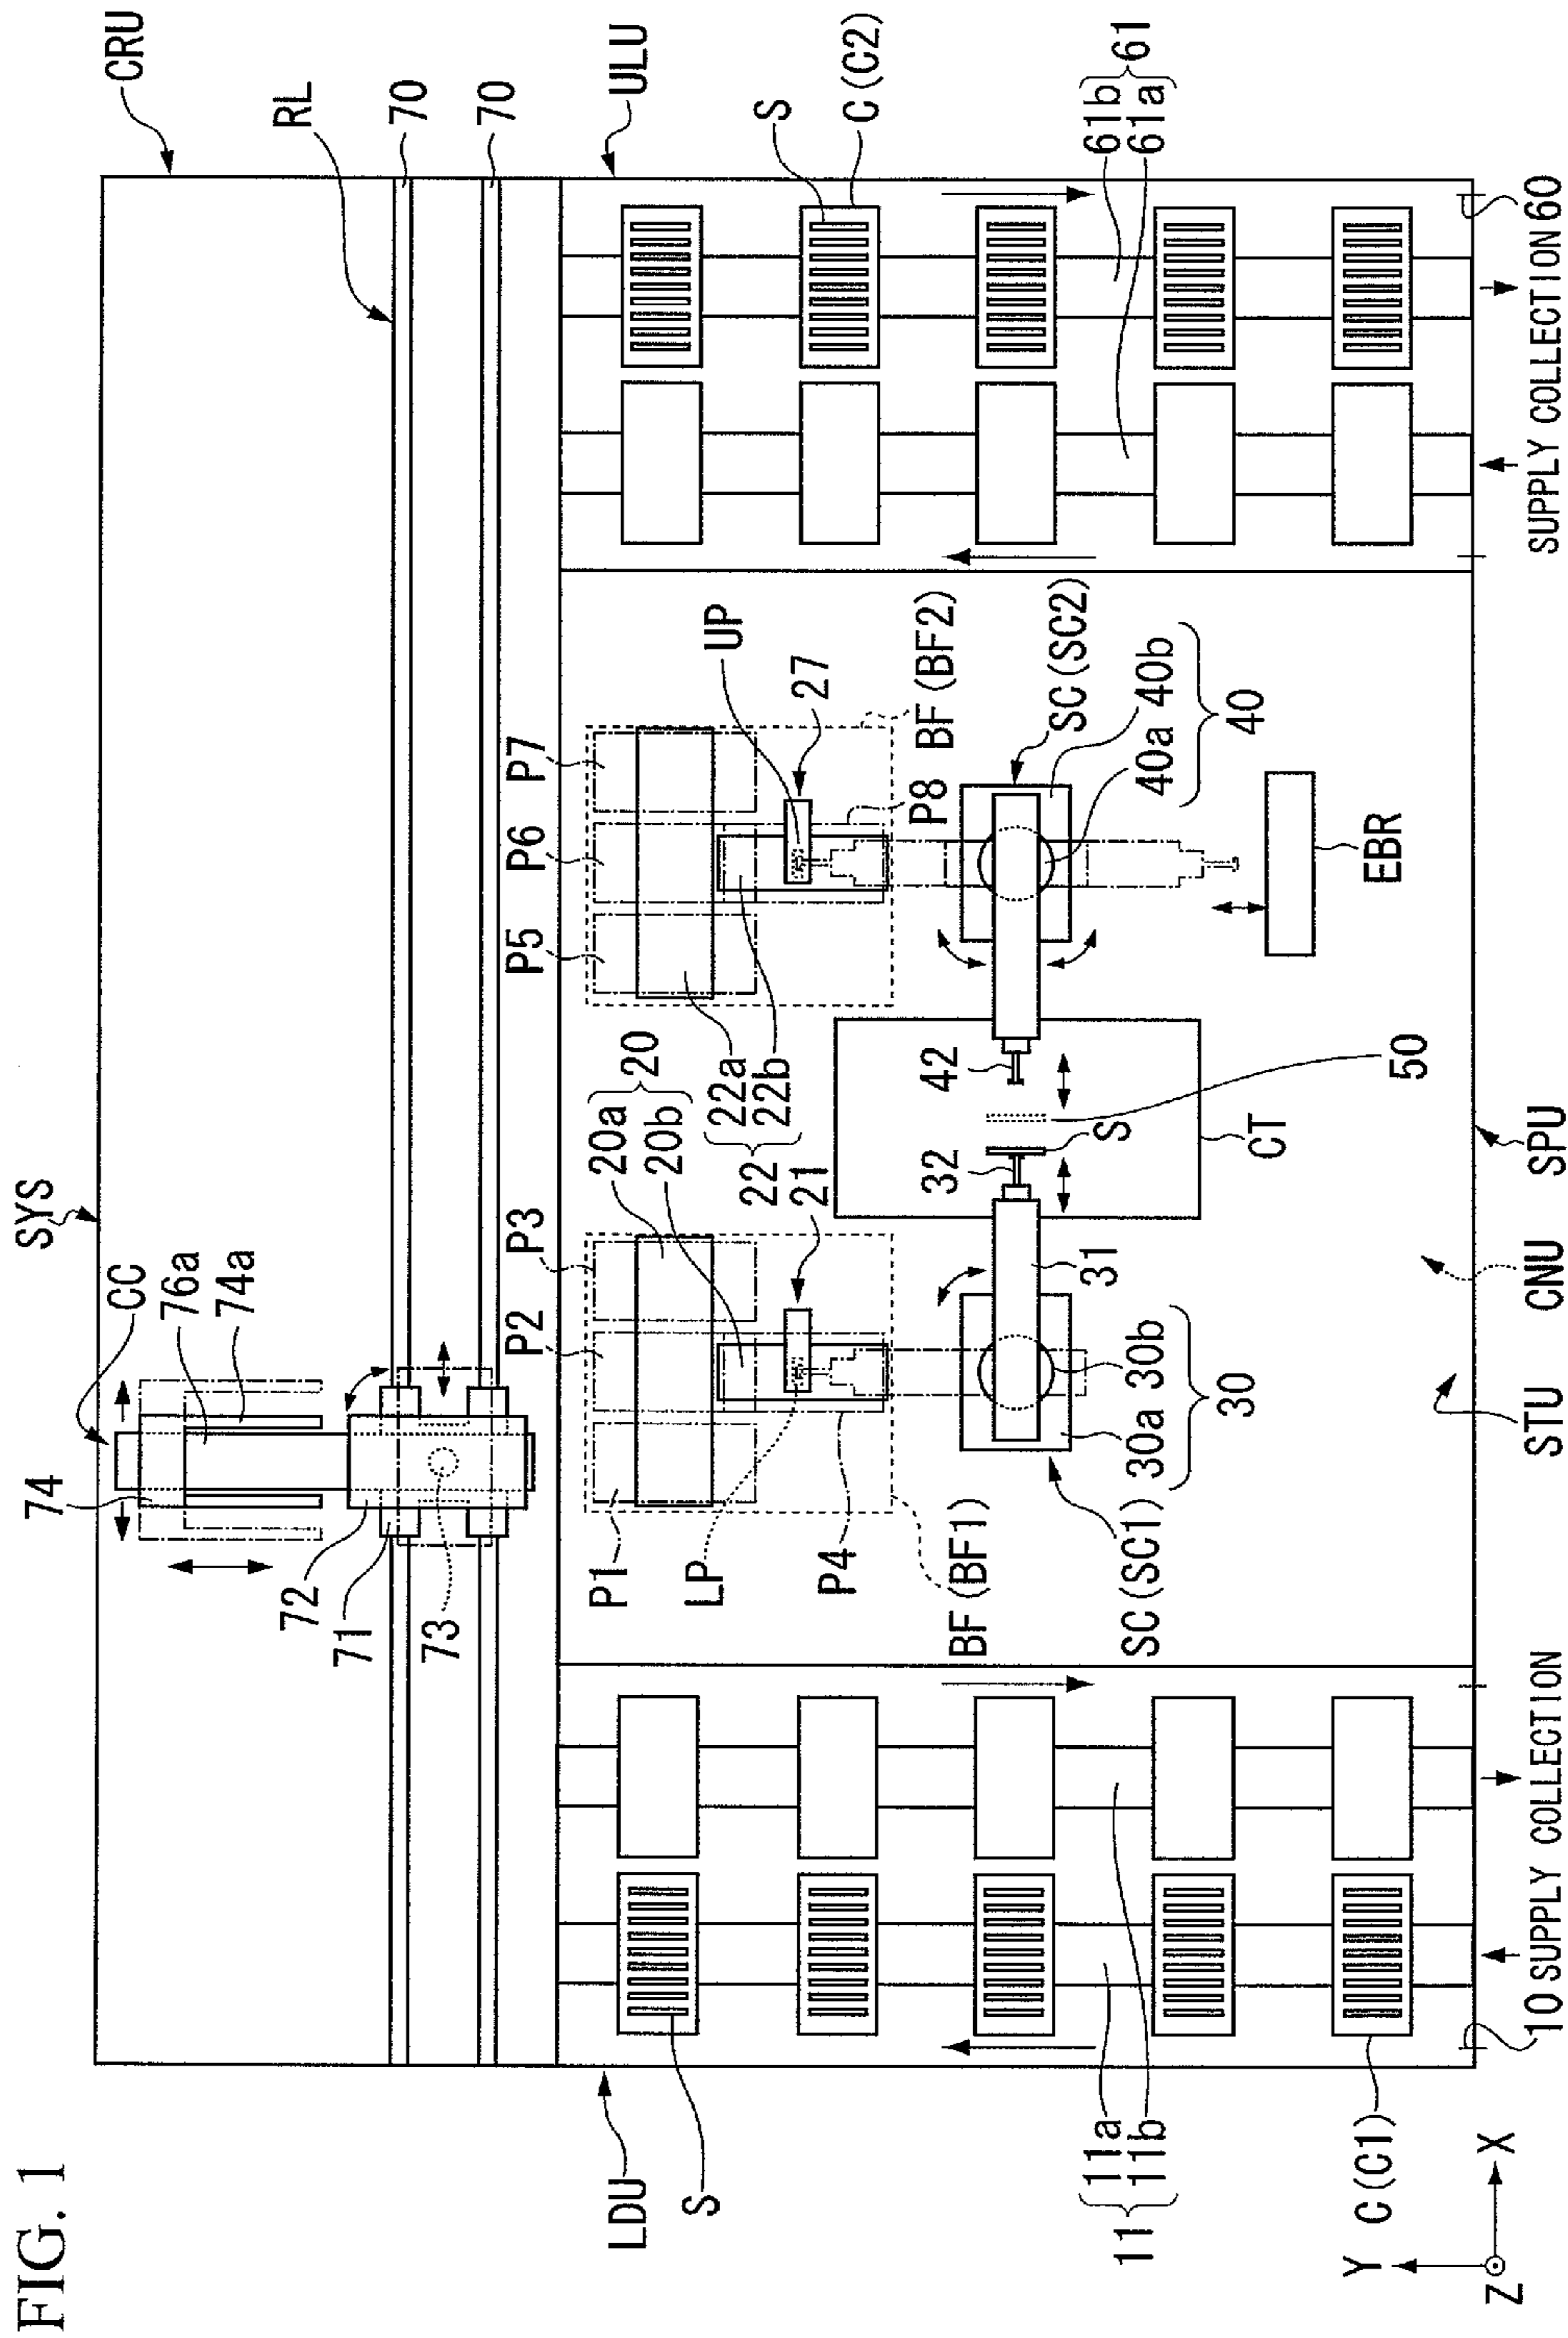 FIG. 1
SYS
CRU
CC
76a
74a
74
RL
70
70
72
71
73
LDU
S
ULU
S
C(C2)
P1
P2
P3
20a
20b
20
P5
P6
P7
22a
22b
22
UP
27
21
LP
P4
BF(BF1)
P8
BF(BF2)
SC(SC1)
30a
30b
30
31
32
S
50
42
CT
SC(SC2)
40a
40b
40
EBR
11a
11b
11
C(C1)
61b
61a
61
10
SUPPLY COLLECTION
STU
CNU
SPU
SUPPLY COLLECTION
60
Y
X
Z